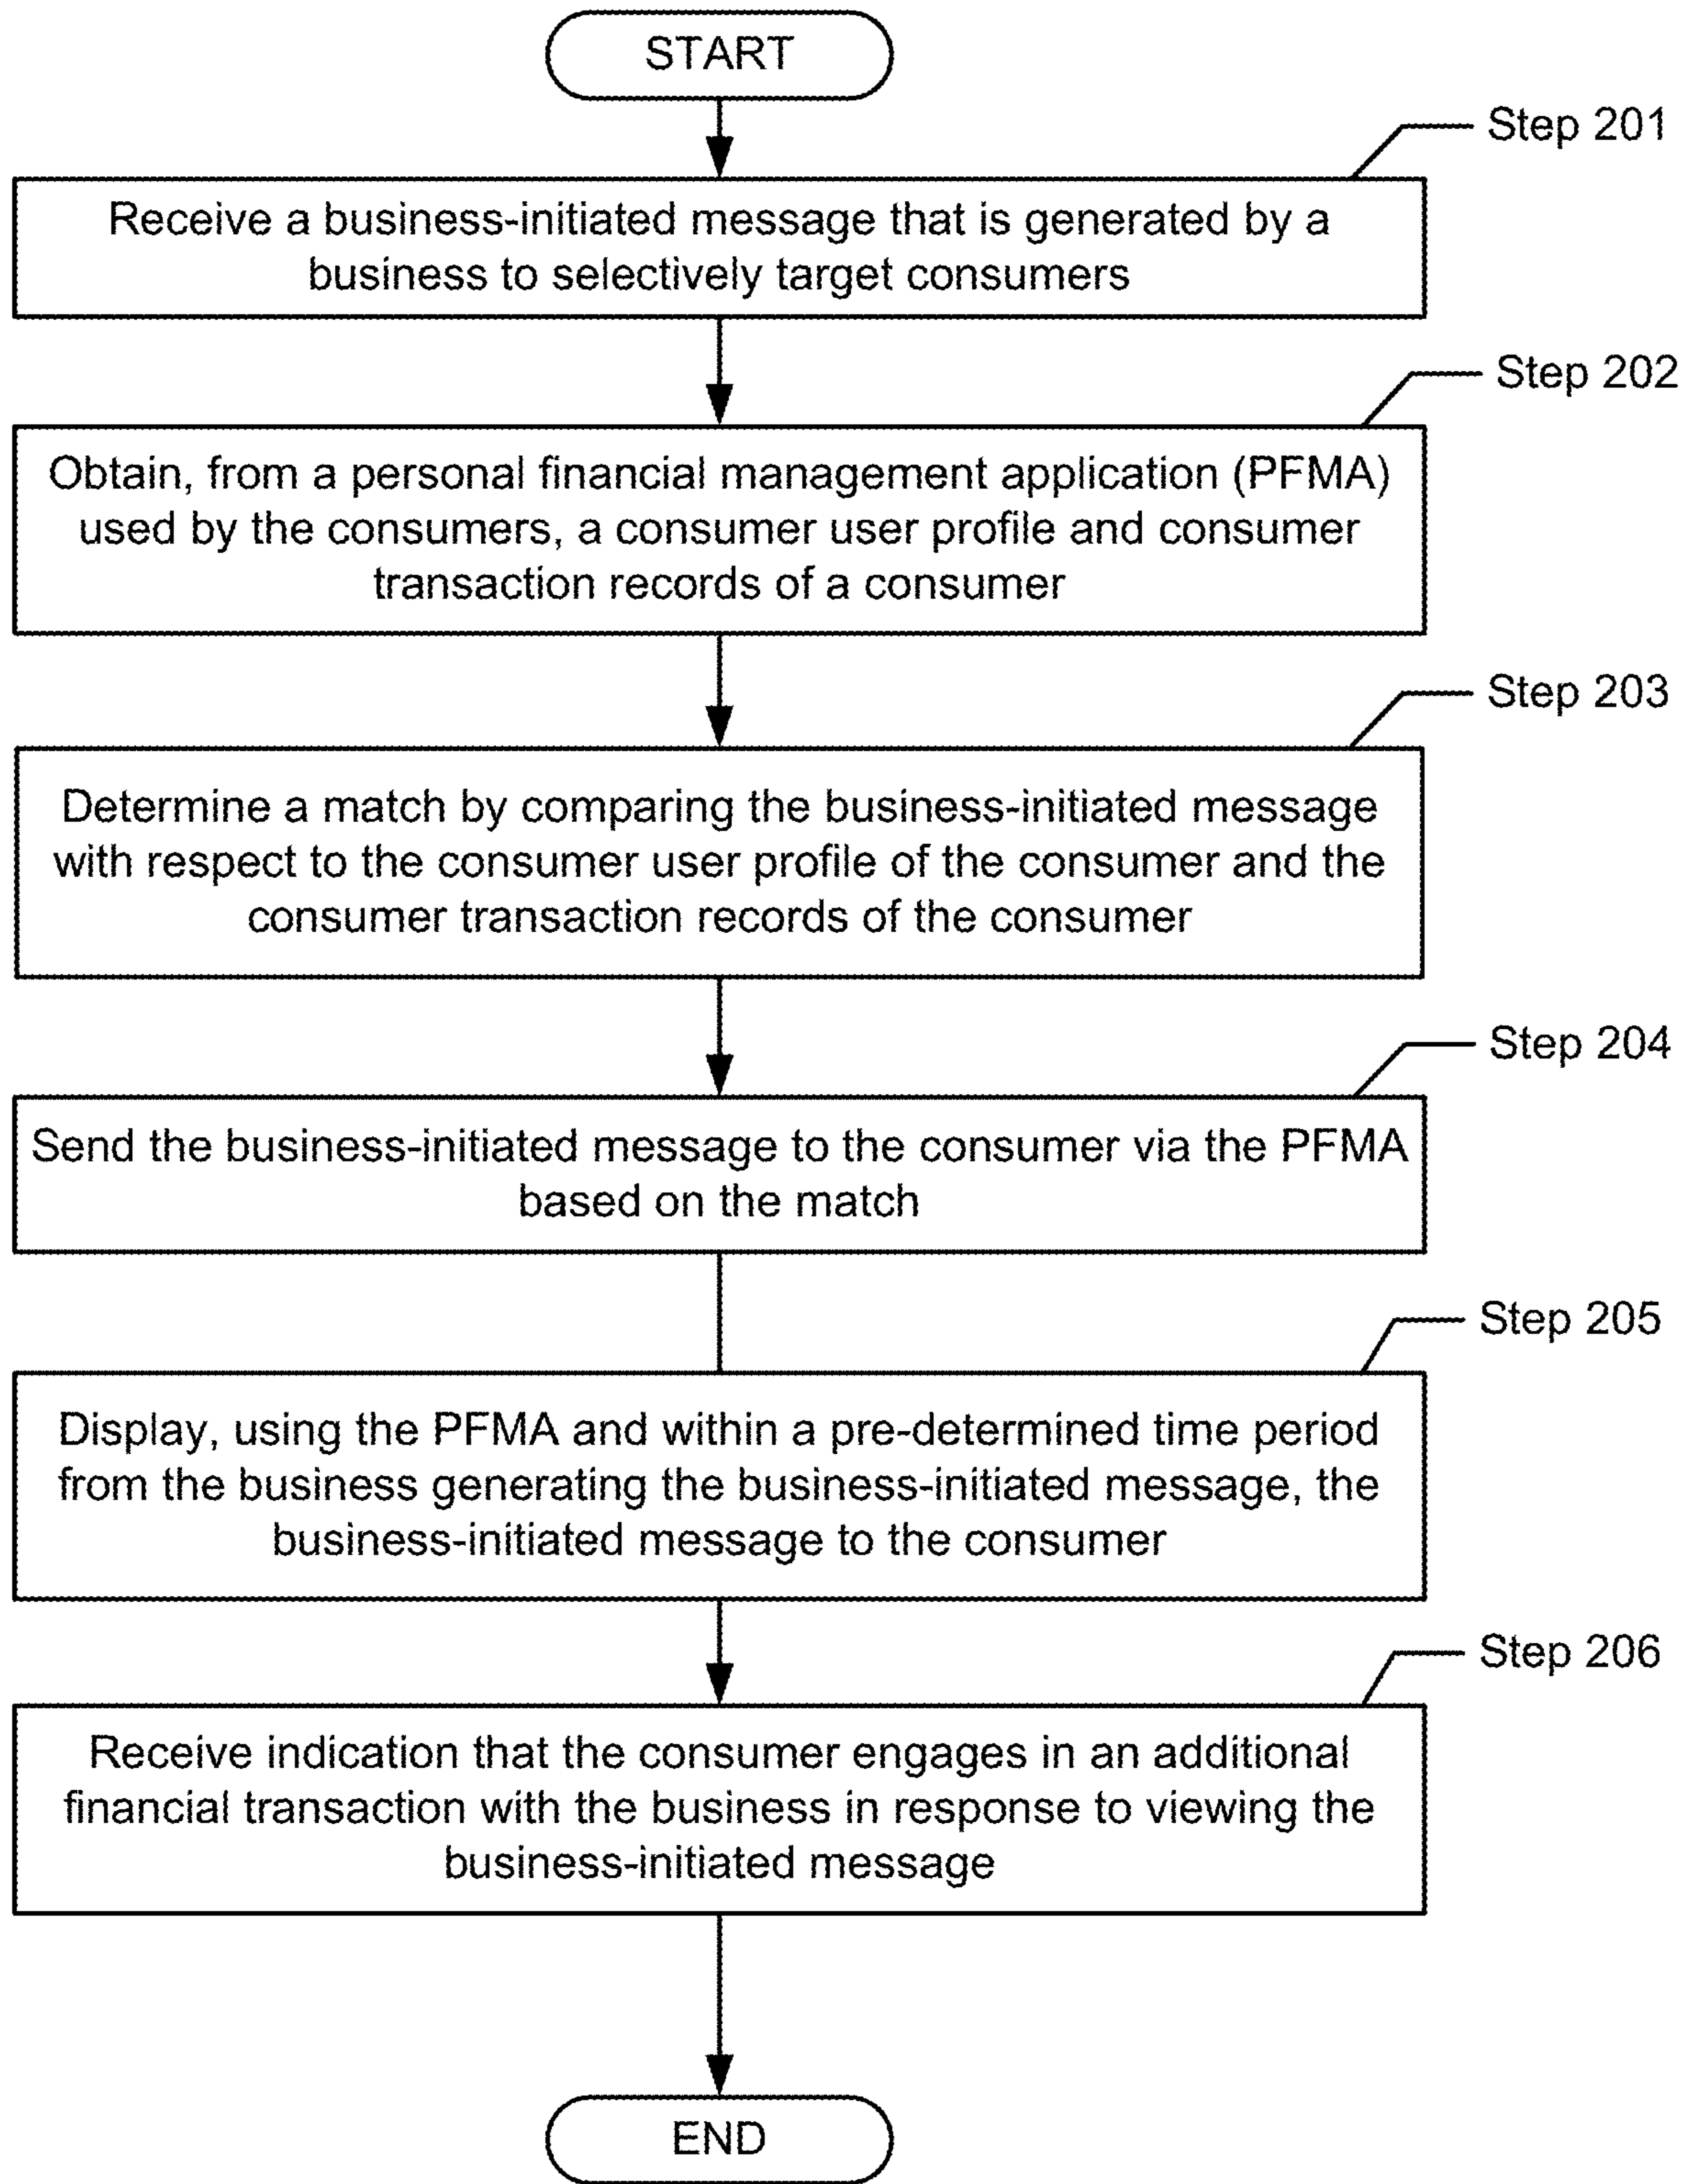 START
Step 201
Receive a business-initiated message that is generated by a
business to selectively target consumers
Step 202
Obtain, from a personal financial management application (PFMA)
used by the consumers, a consumer user profile and consumer
transaction records of a consumer
Step 203
Determine a match by comparing the business-initiated message
with respect to the consumer user profile of the consumer and the
consumer transaction records of the consumer
Step 204
Send the business-initiated message to the consumer via the PFMA
based on the match
Step 205
Display, using the PFMA and within a pre-determined time period
from the business generating the business-initiated message, the
business-initiated message to the consumer
Step 206
Receive indication that the consumer engages in an additional
financial transaction with the business in response to viewing the
business-initiated message
END